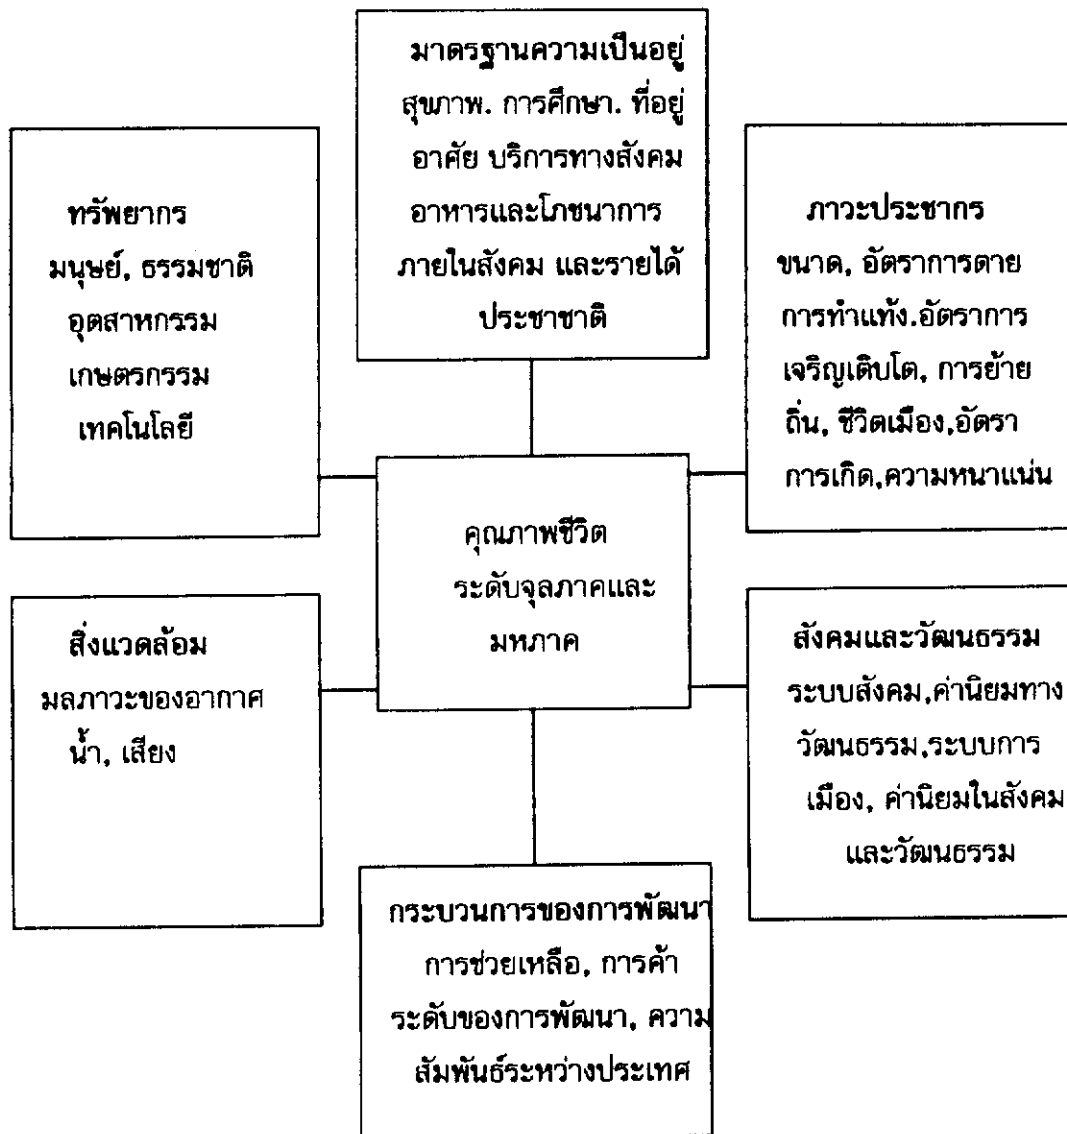 มาตรฐานความเป็นอยู่
สุขภาพ. การศึกษา. ที่อยู่
อาศัย บริการทางสังคม
อาหารและโภชนาการ
ภายในสังคม และรายได้
ประชาชาติ
ทรัพยากร
มนุษย์, ธรรมชาติ
อุตสาหกรรม
เกษตรกรรม
เทคโนโลยี
ภาวะประชากร
ขนาด, อัตราการตาย
การทำแท้ง.อัตราการ
เจริญเติบโต, การย้าย
ถิ่น, ชีวิตเมือง,อัตรา
การเกิด,ความหนาแน่น
คุณภาพชีวิต
ระดับจุลภาคและ
มหภาค
สิ่งแวดล้อม
มลภาวะของอากาศ
น้ำ, เสียง
สังคมและวัฒนธรรม
ระบบสังคม,ค่านิยมทาง
วัฒนธรรม,ระบบการ
เมือง, ค่านิยมในสังคม
และวัฒนธรรม
กระบวนการของการพัฒนา
การช่วยเหลือ, การค้า
ระดับของการพัฒนา, ความ
สัมพันธ์ระหว่างประเทศ